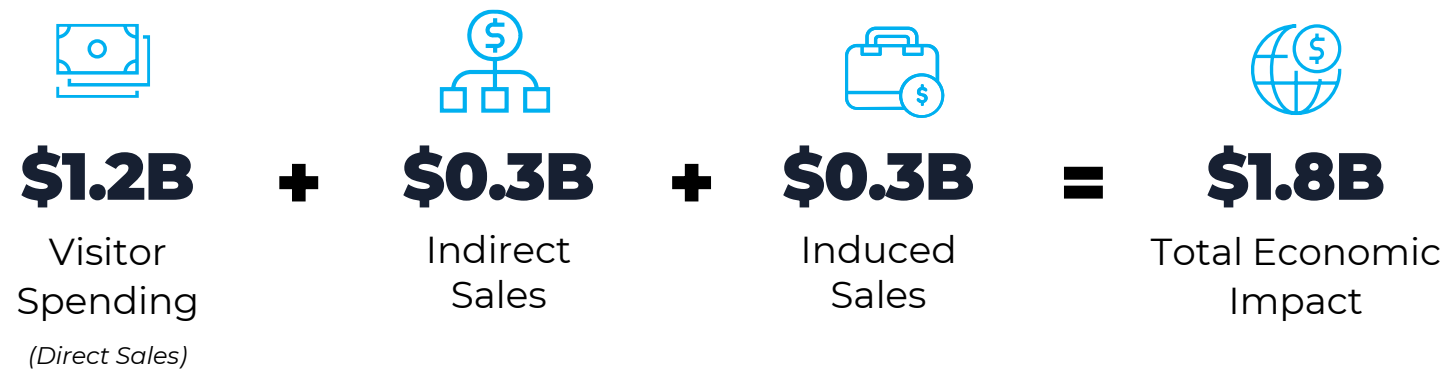 $1.2B + $0.3B + $0.3B = $1.8B
Visitor Spending
(Direct Sales)
Indirect Sales
Induced Sales
Total Economic Impact